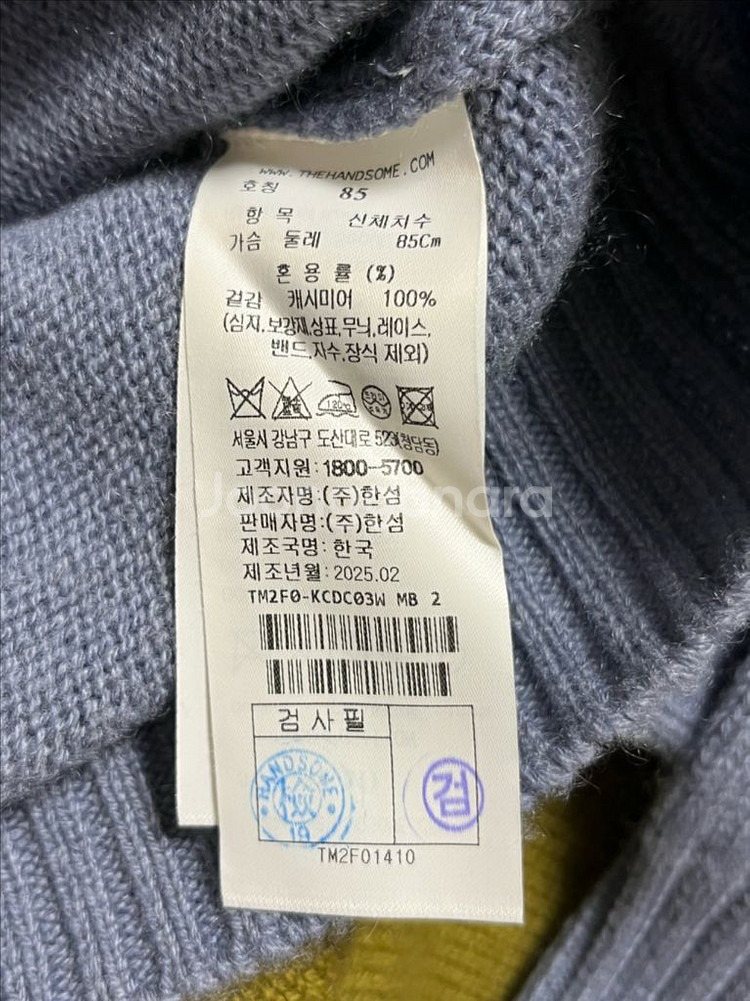 www.THEHANDSOME.COM
호칭 85
항 목 신체치수
가슴 둘레 85Cm
혼 용 률 (%)
겉감 캐시미어 100%
(심지,보강재,상표,무늬,레이스,
밴드,자수,장식 제외)
120℃
서울시 강남구 도산대로 523(청담동)
고객지원:1800-5700
제조자명:(주)한섬
판매자명:(주)한섬
제조국명:한국
제조년월:2025.02
TM2F0-KCDC03W MB 2
검 사 필
HANDSOME
19
검
TM2F01410